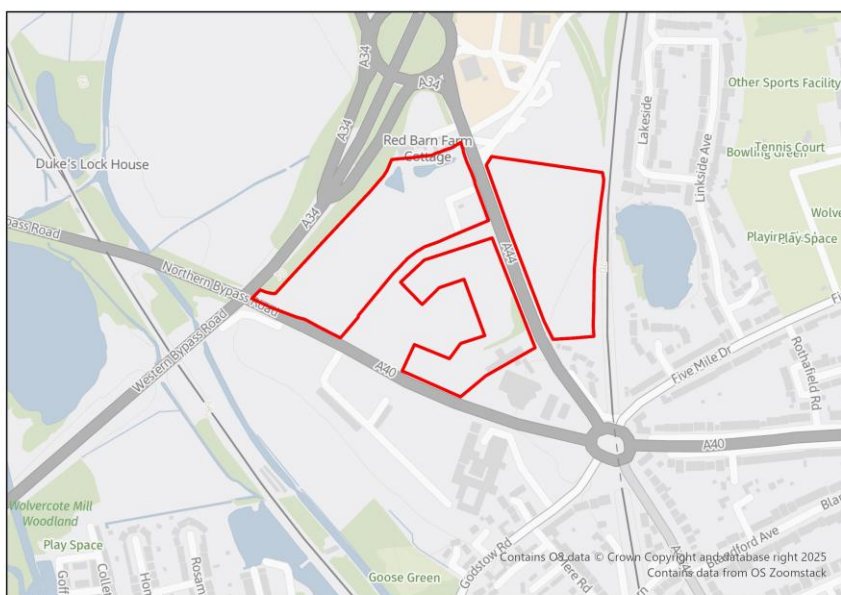 A34
A34
A34
A34
Red Barn Farm
Cottage
Duke's Lock House
Other Sports Facility
Lakeside
Linkside Ave
Tennis Court
Bowling Green
Play Space
A34
A44
Northern Bypass Road
Western Bypass Road
A40
Five Mile Dr
Rothafield Rd
A40
Wolvercote Mill
Woodland
Play Space
Rosam
Goose Green
Godstow Rd
Contains OS data © Crown Copyright and database right 2025
Contains data from OS Zoomstack